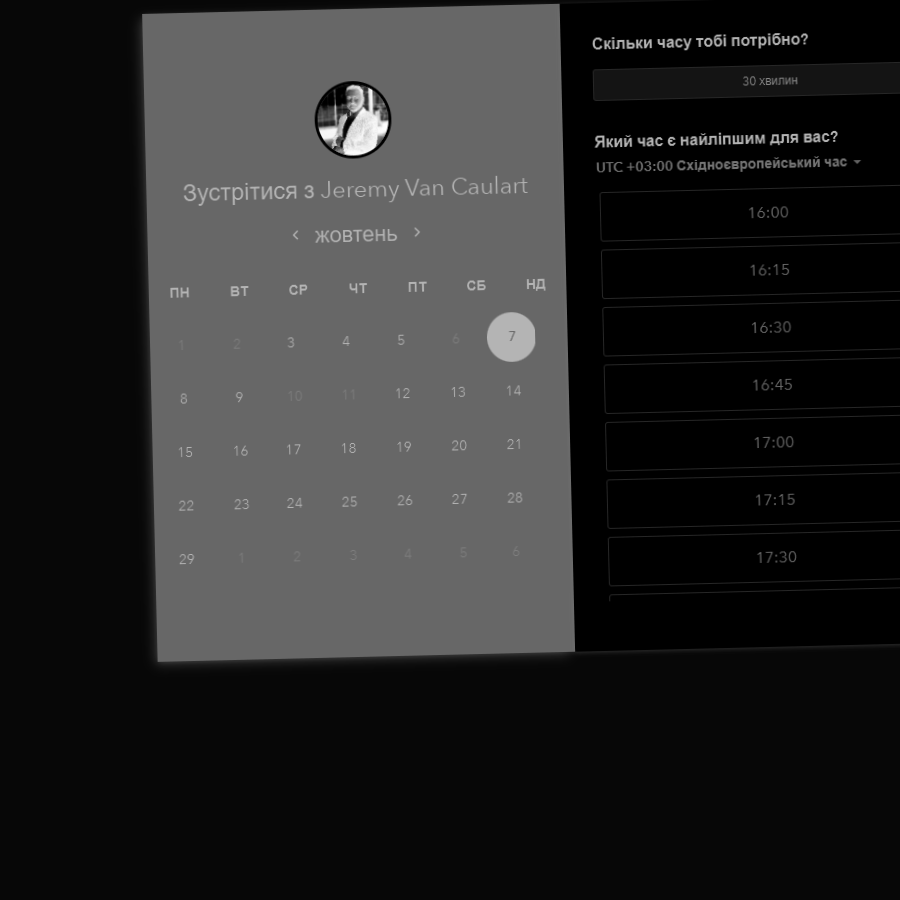 Зустрітися з Jeremy Van Caulart
‹ жовтень ›
ПН ВТ СР ЧТ ПТ СБ НД
1 2 3 4 5 6 7
8 9 10 11 12 13 14
15 16 17 18 19 20 21
22 23 24 25 26 27 28
29 1 2 3 4 5 6
Скільки часу тобі потрібно?
30 хвилин
Який час є найліпшим для вас?
UTC +03:00 Східноєвропейський час
16:00
16:15
16:30
16:45
17:00
17:15
17:30